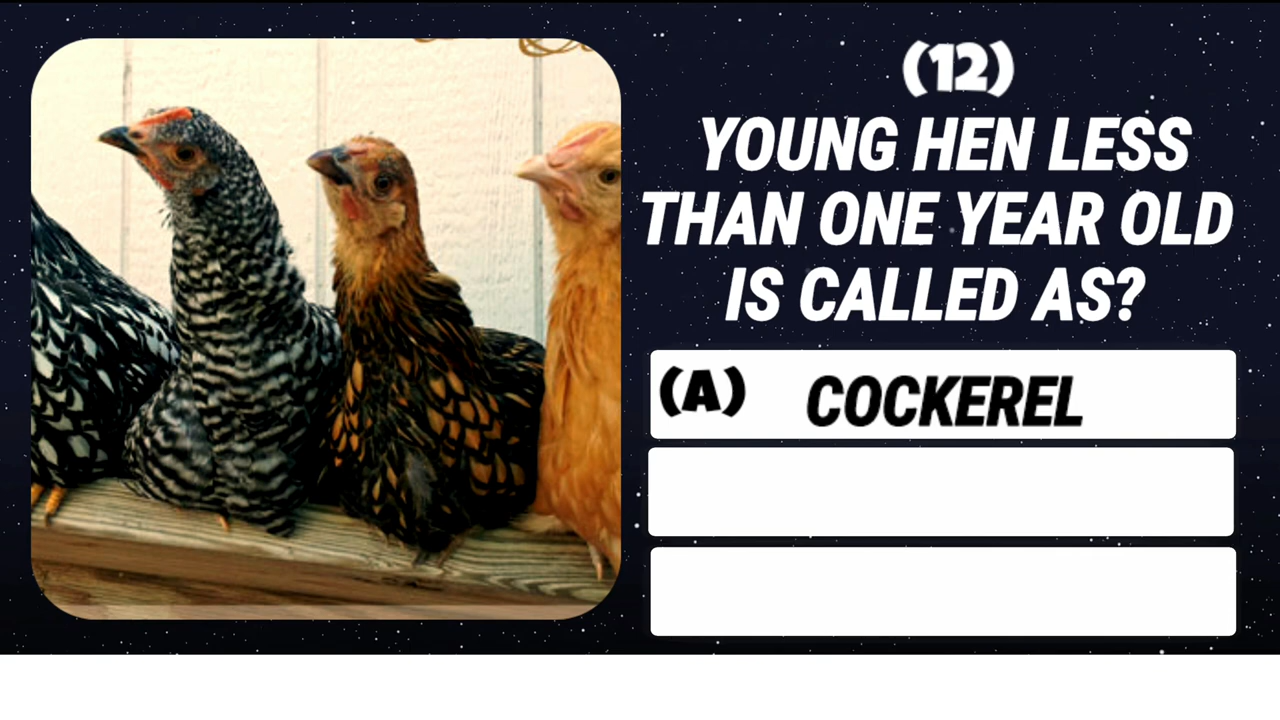 (12)
YOUNG HEN LESS
THAN ONE YEAR OLD
IS CALLED AS?
(A) COCKEREL